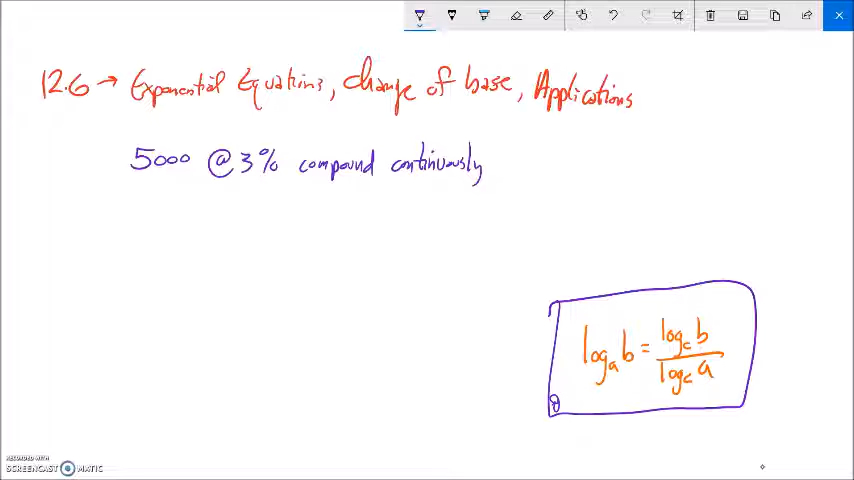 12.6 → Exponential Equations, Change of base, Applications
5000 @ 3% compound continuously
log_a b = log_c b / log_c a
RECORDED WITH
SCREENCAST MATIC